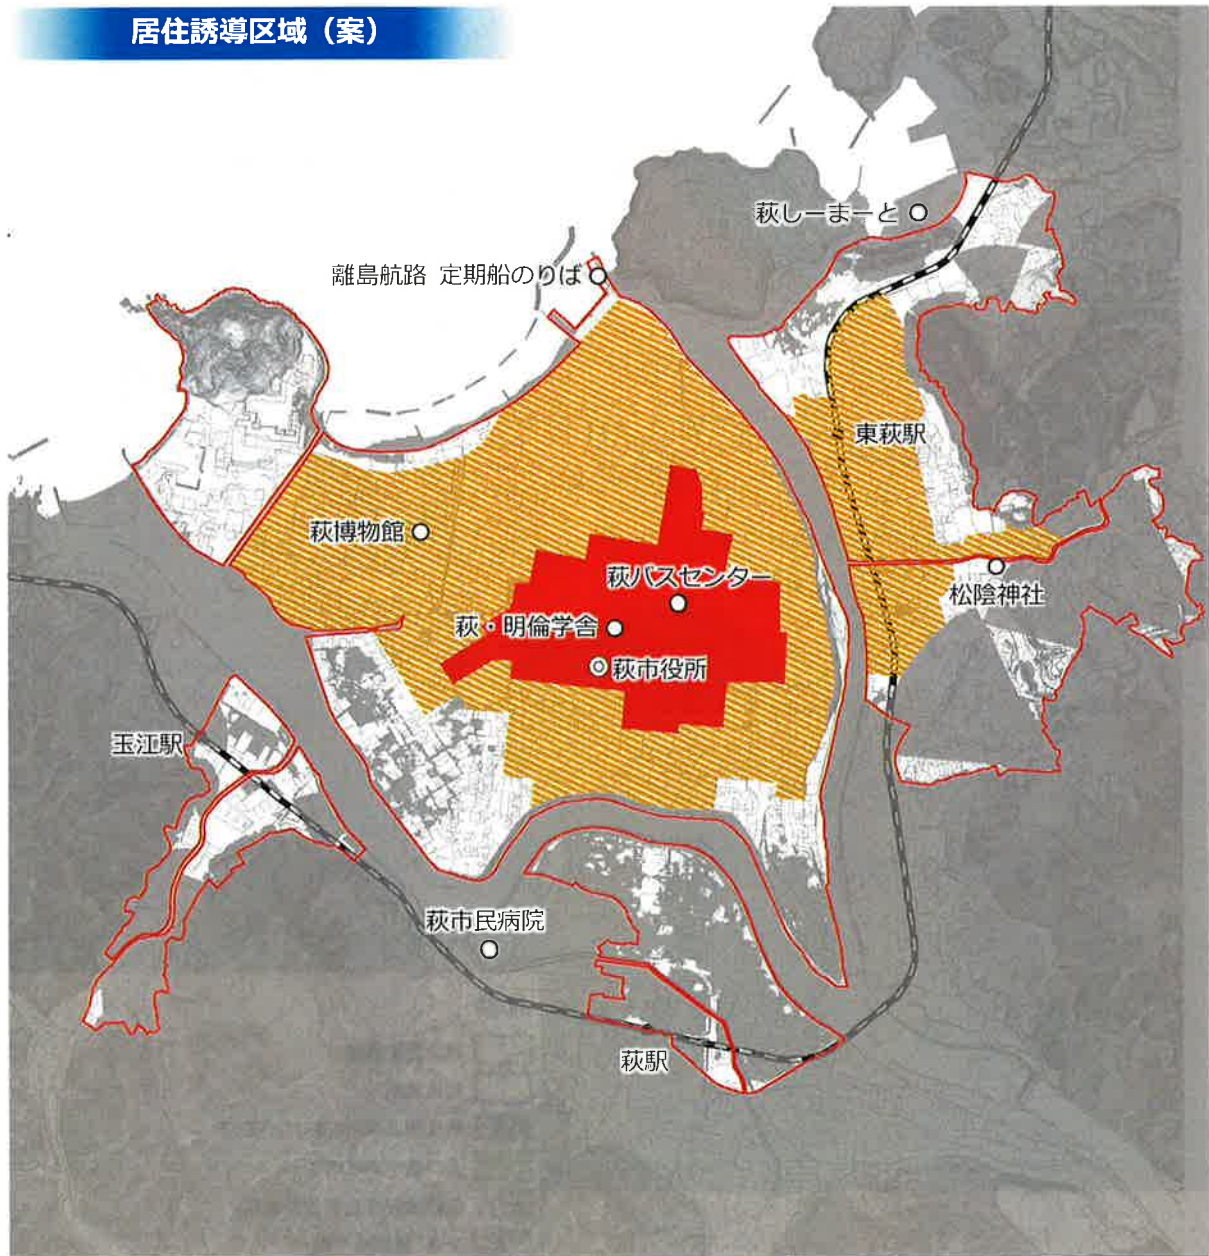 居住誘導区域（案）
萩しーまーと
離島航路 定期船のりば
東萩駅
萩博物館
萩バスセンター
松陰神社
萩・明倫学舎
萩市役所
玉江駅
萩市民病院
萩駅